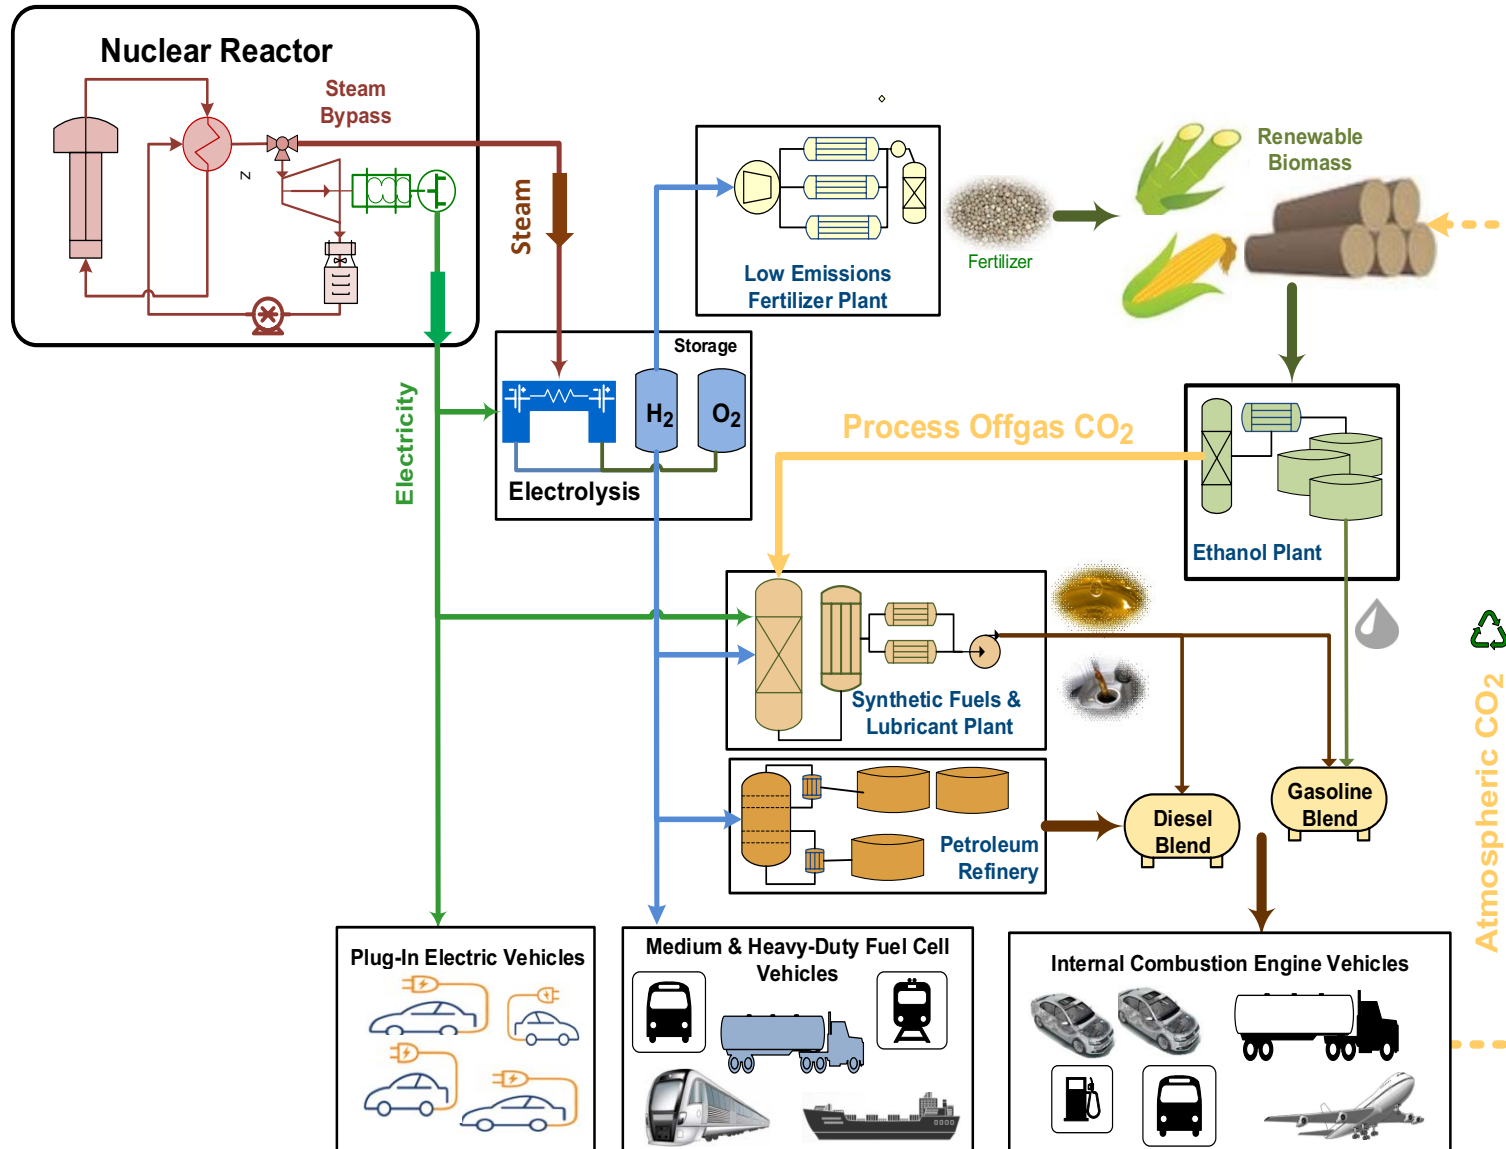 Nuclear Reactor
Steam
Bypass
Z
Steam
Electricity
Low Emissions
Fertilizer Plant
Fertilizer
Renewable
Biomass
Storage
H2
O2
Electrolysis
Process Offgas CO2
Ethanol Plant
Synthetic Fuels &
Lubricant Plant
Petroleum
Refinery
Diesel
Blend
Gasoline
Blend
Atmospheric CO2
Plug-In Electric Vehicles
Medium & Heavy-Duty Fuel Cell
Vehicles
Internal Combustion Engine Vehicles